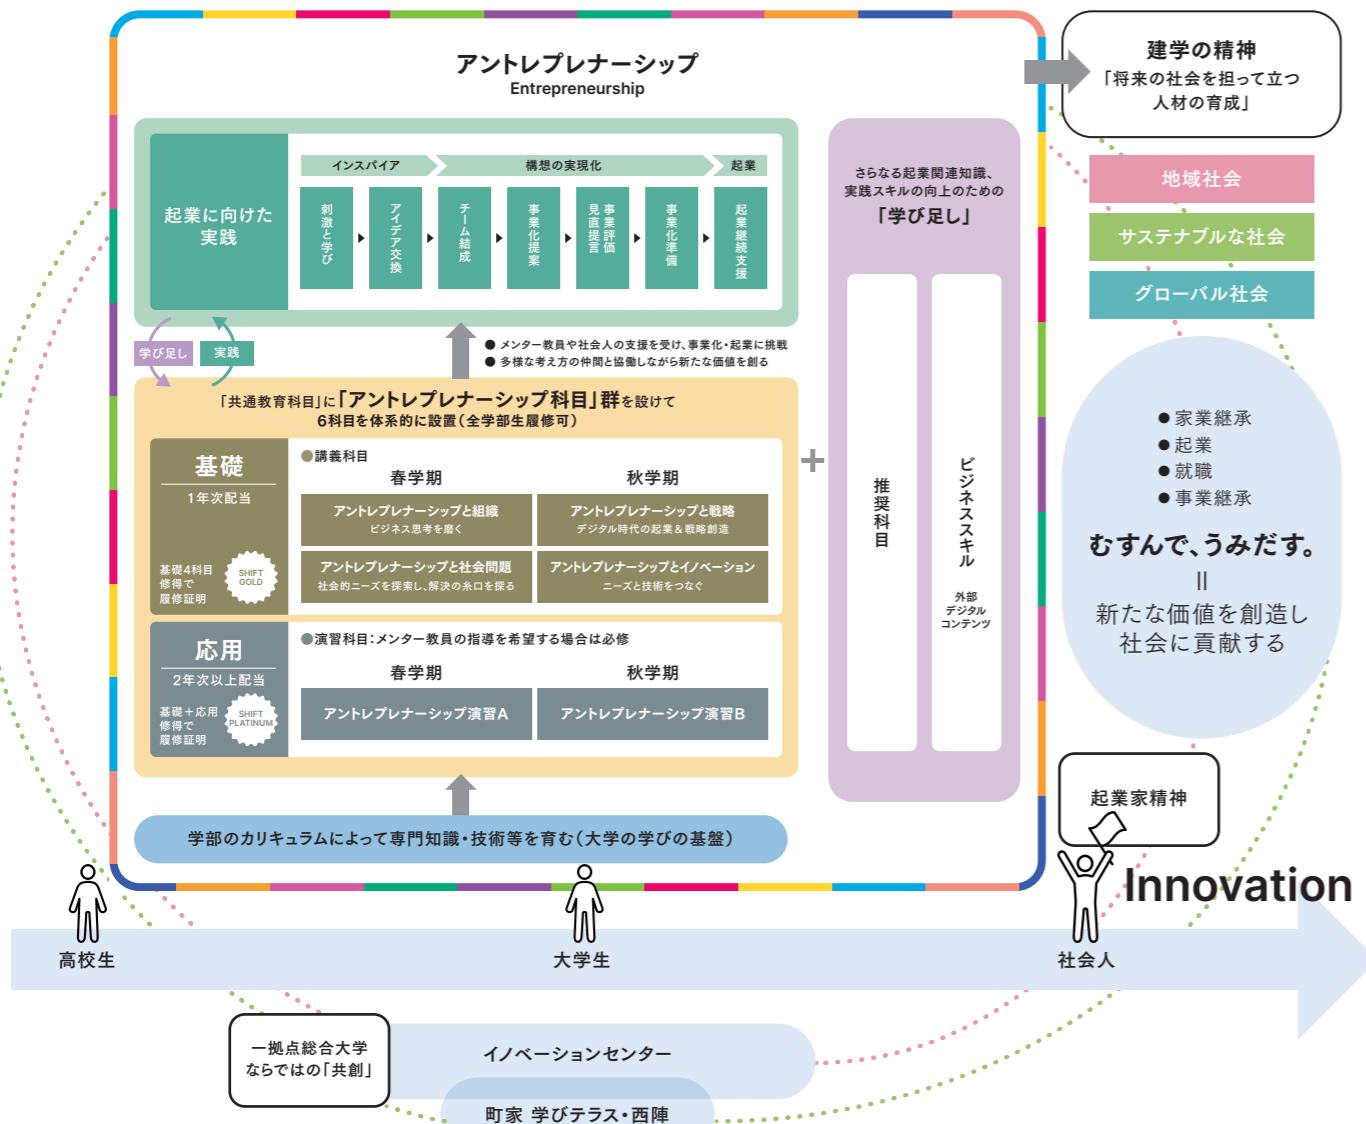 アントレプレナーシップ
Entrepreneurship
起業に向けた
実践
インスパイア
構想の実現化
起業
刺激と学び
アイデア交換
チーム結成
事業化提案
事業評価
見直提言
事業化準備
起業継続支援
学び足し
実践
● メンター教員や社会人の支援を受け、事業化・起業に挑戦
● 多様な考え方の仲間と協働しながら新たな価値を創る
「共通教育科目」に「アントレプレナーシップ科目」群を設けて
6科目を体系的に設置（全学部生履修可）
基礎
1年次配当
基礎4科目
修得で
履修証明
SHIFT
GOLD
●講義科目
春学期
秋学期
アントレプレナーシップと組織
ビジネス思考を磨く
アントレプレナーシップと戦略
デジタル時代の起業＆戦略創造
アントレプレナーシップと社会問題
社会的ニーズを探索し、解決の糸口を探る
アントレプレナーシップとイノベーション
ニーズと技術をつなぐ
応用
2年次以上配当
基礎＋応用
修得で
履修証明
SHIFT
PLATINUM
●演習科目：メンター教員の指導を希望する場合は必修
春学期
秋学期
アントレプレナーシップ演習A
アントレプレナーシップ演習B
学部のカリキュラムによって専門知識・技術等を育む（大学の学びの基盤）
+
さらなる起業関連知識、
実践スキルの向上のための
「学び足し」
推奨科目
ビジネススキル
外部
デジタル
コンテンツ
建学の精神
「将来の社会を担って立つ
人材の育成」
地域社会
サステナブルな社会
グローバル社会
● 家業継承
● 起業
● 就職
● 事業継承
むすんで、うみだす。
＝
新たな価値を創造し
社会に貢献する
起業家精神
Innovation
高校生
大学生
社会人
一拠点総合大学
ならではの「共創」
イノベーションセンター
町家 学びテラス・西陣